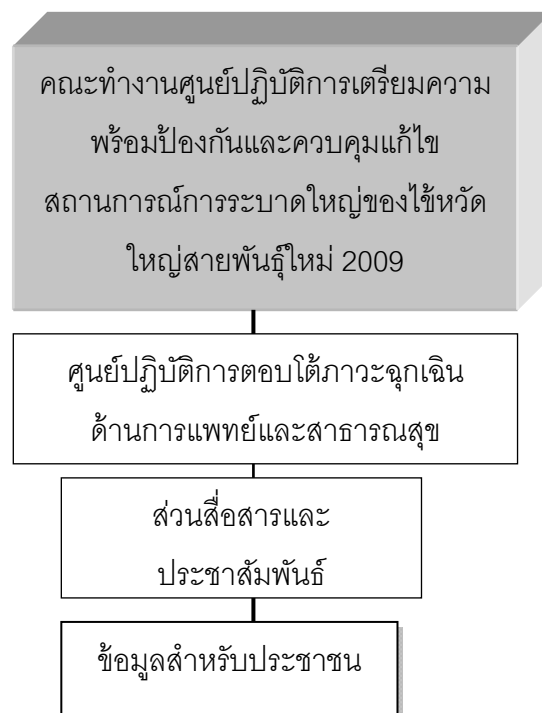 คณะทำงานศูนย์ปฏิบัติการเตรียมความ
พร้อมป้องกันและควบคุมแก้ไข
สถานการณ์การระบาดใหญ่ของไข้หวัด
ใหญ่สายพันธุ์ใหม่ 2009
ศูนย์ปฏิบัติการตอบโต้ภาวะฉุกเฉิน
ด้านการแพทย์และสาธารณสุข
ส่วนสื่อสารและ
ประชาสัมพันธ์
ข้อมูลสำหรับประชาชน